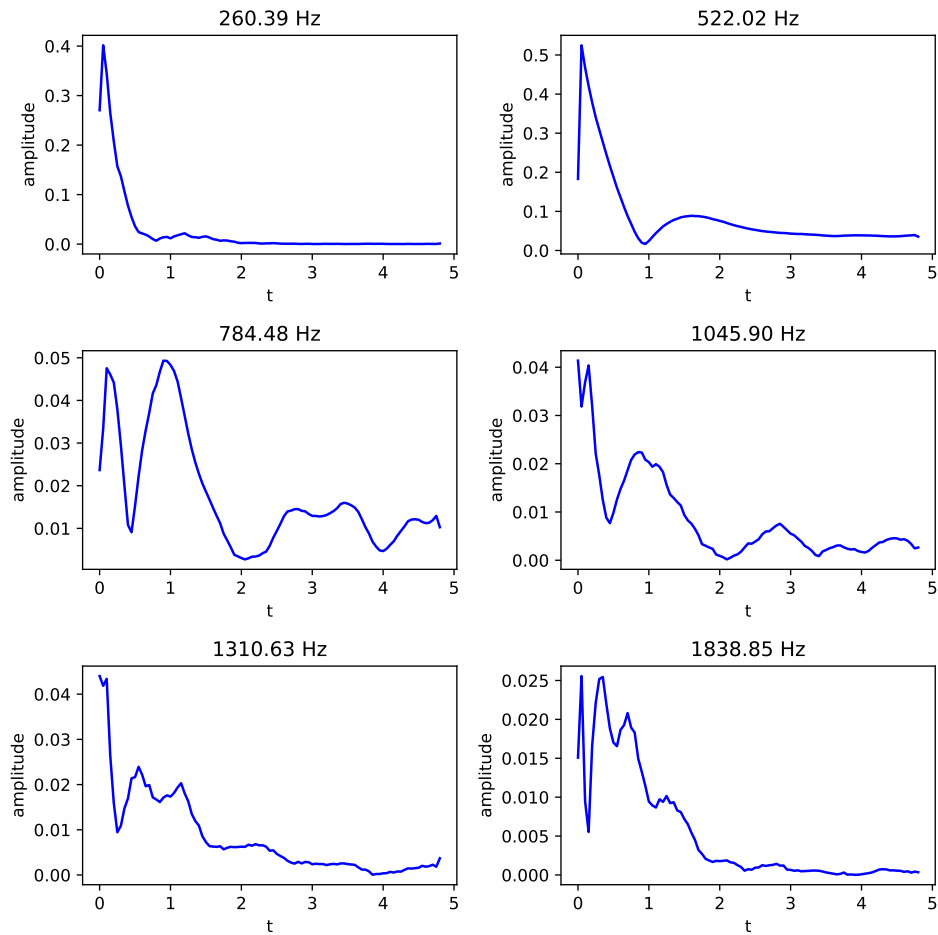 260.39 Hz
amplitude
0.4
0.3
0.2
0.1
0.0
0 1 2 3 4 5
t
522.02 Hz
amplitude
0.5
0.4
0.3
0.2
0.1
0.0
0 1 2 3 4 5
t
784.48 Hz
amplitude
0.05
0.04
0.03
0.02
0.01
0 1 2 3 4 5
t
1045.90 Hz
amplitude
0.04
0.03
0.02
0.01
0.00
0 1 2 3 4 5
t
1310.63 Hz
amplitude
0.04
0.03
0.02
0.01
0.00
0 1 2 3 4 5
t
1838.85 Hz
amplitude
0.025
0.020
0.015
0.010
0.005
0.000
0 1 2 3 4 5
t